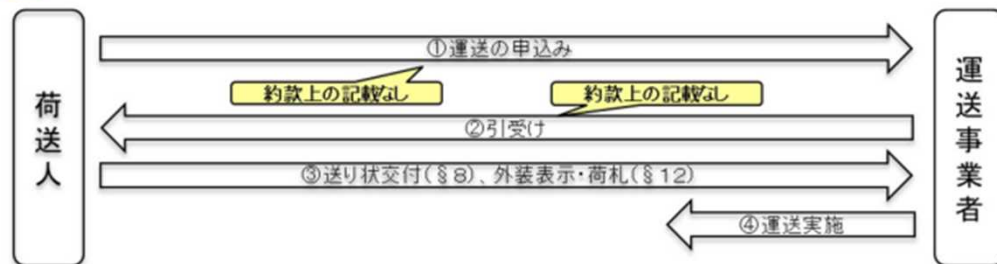 荷送人
①運送の申込み
約款上の記載なし
約款上の記載なし
②引受け
③送り状交付(§8)、外装表示・荷札(§12)
④運送実施
運送事業者